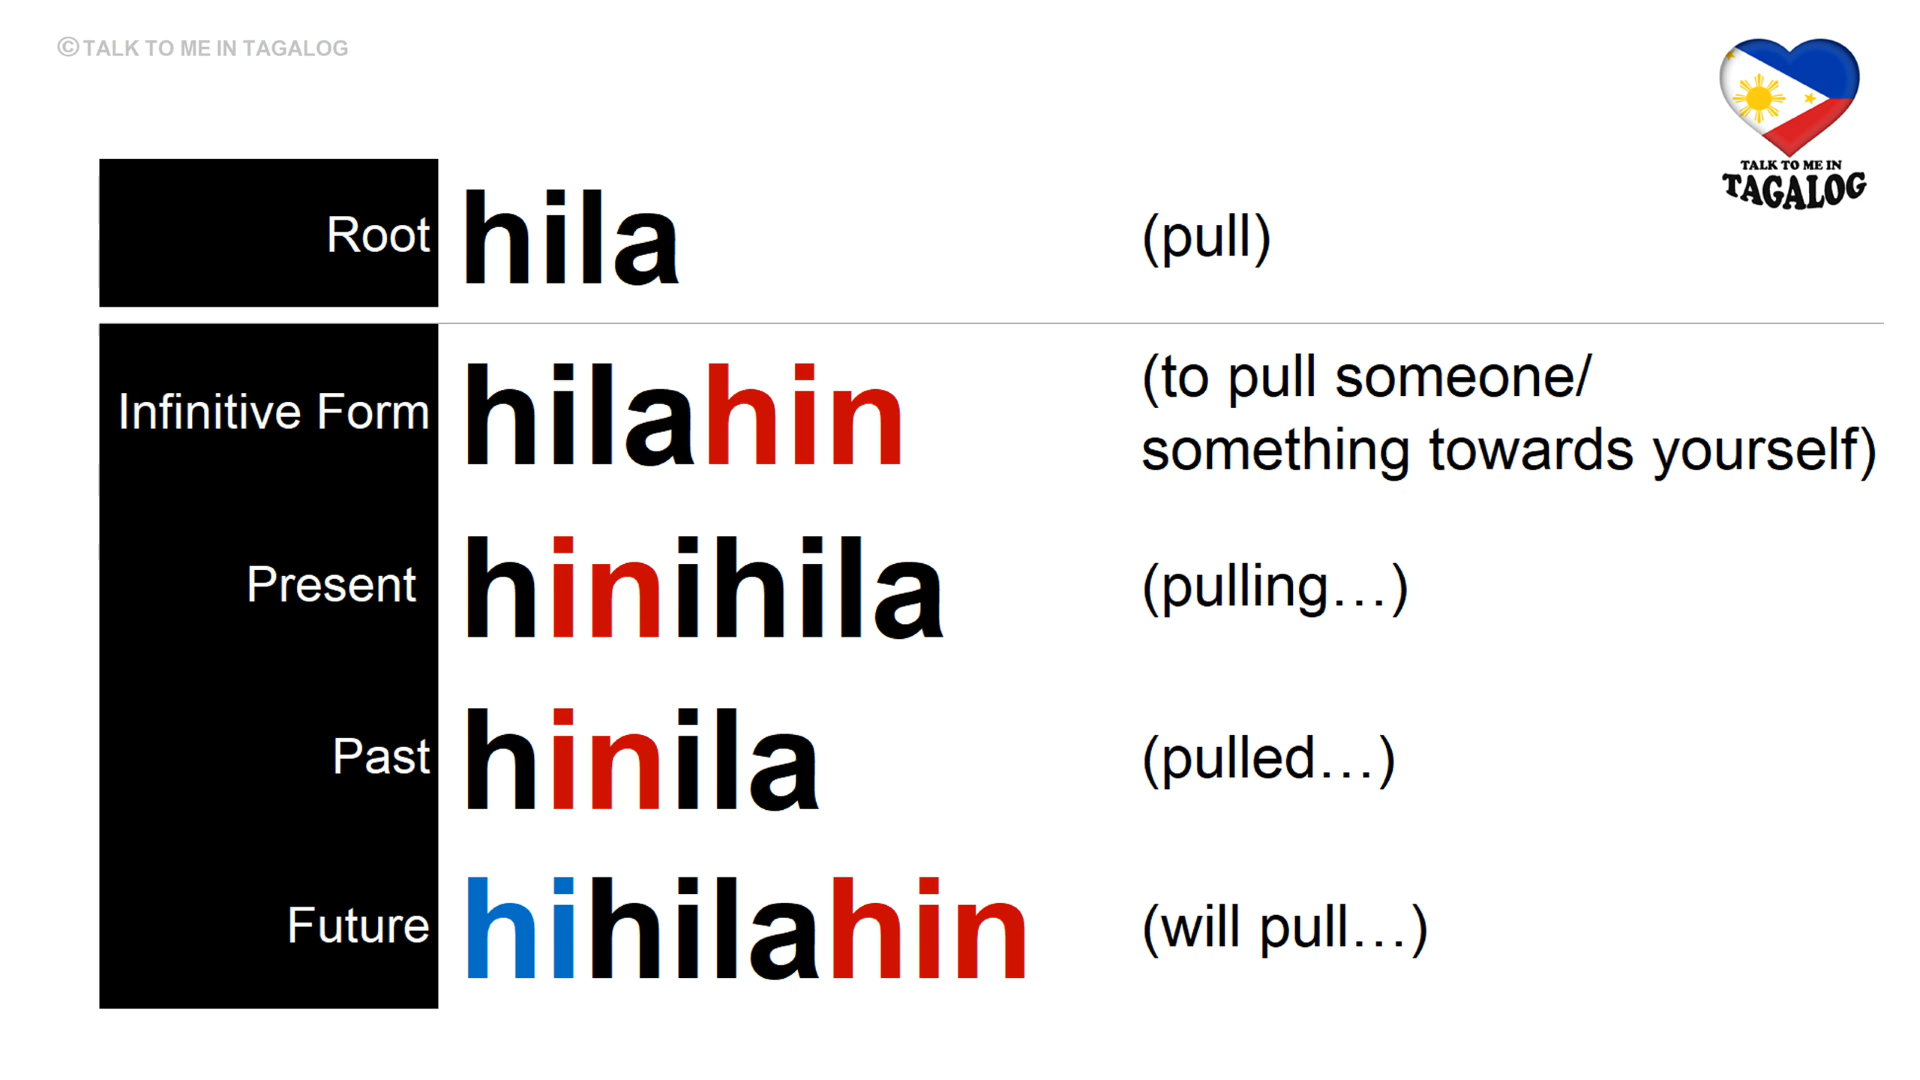 © TALK TO ME IN TAGALOG
TALK TO ME IN
TAGALOG
Root hila (pull)
Infinitive Form hilahin (to pull someone/
something towards yourself)
Present hinihila (pulling…)
Past hinila (pulled…)
Future hihilahin (will pull…)